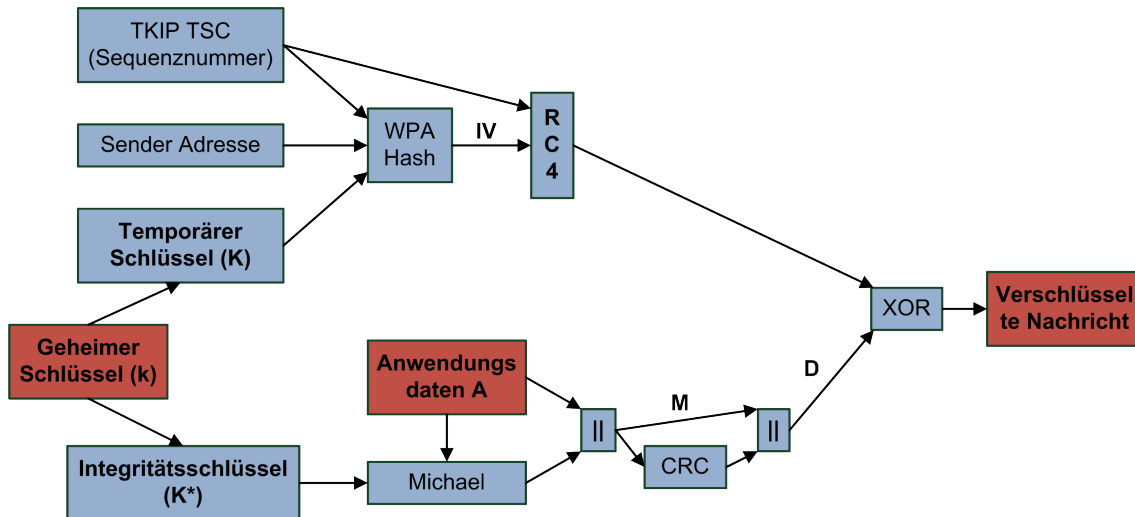 TKIP TSC
(Sequenznummer)
Sender Adresse
WPA
Hash
IV
R
C
4
Temporärer
Schlüssel (K)
Geheimer
Schlüssel (k)
Integritätsschlüssel
(K*)
Anwendungs
daten A
Michael
||
M
CRC
||
D
XOR
Verschlüssel
te Nachricht